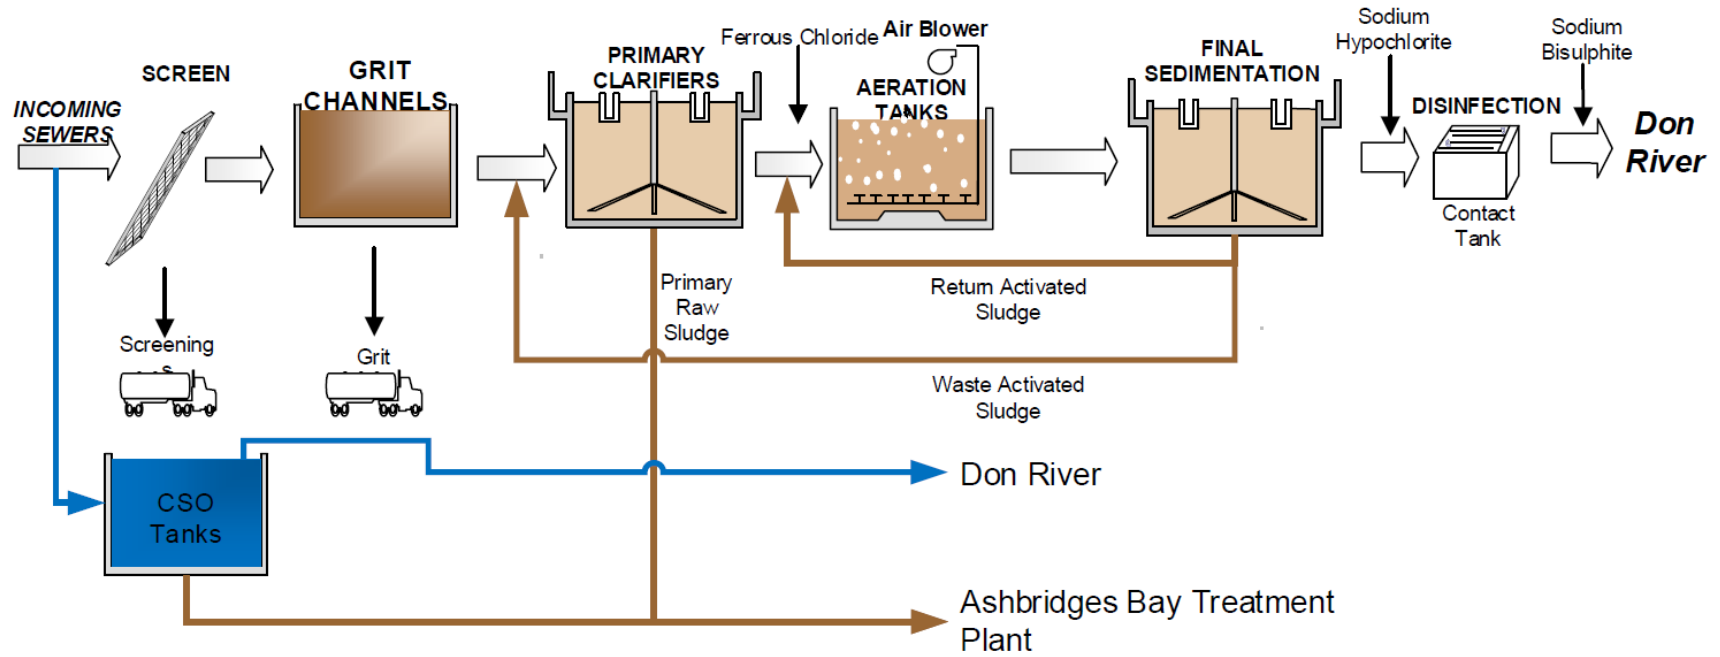 INCOMING
SEWERS
SCREEN
GRIT
CHANNELS
PRIMARY
CLARIFIERS
Ferrous Chloride
Air Blower
AERATION
TANKS
FINAL
SEDIMENTATION
Sodium
Hypochlorite
DISINFECTION
Sodium
Bisulphite
Don
River
Contact
Tank
Primary
Raw
Sludge
Return Activated
Sludge
Waste Activated
Sludge
Screening
s
Grit
CSO
Tanks
Don River
Ashbridges Bay Treatment
Plant